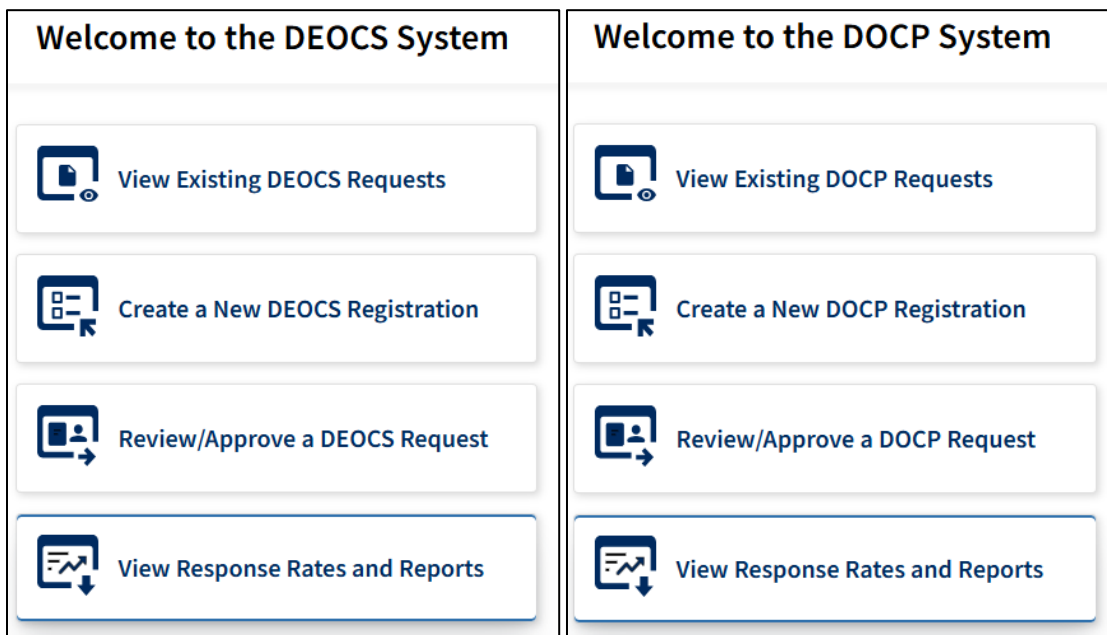 Welcome to the DEOCS System
View Existing DEOCS Requests
Create a New DEOCS Registration
Review/Approve a DEOCS Request
View Response Rates and Reports
Welcome to the DOCP System
View Existing DOCP Requests
Create a New DOCP Registration
Review/Approve a DOCP Request
View Response Rates and Reports